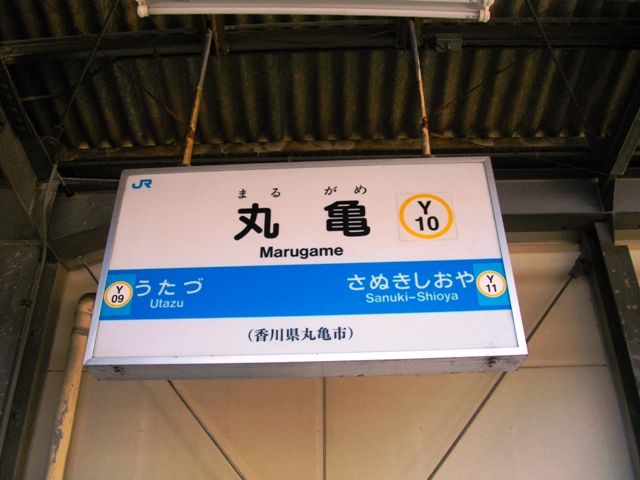 JR
まるがめ
丸亀
Y
10
Marugame
Y
09
うたづ
Utazu
さぬきしおや
Sanuki-Shioya
Y
11
(香川県丸亀市)